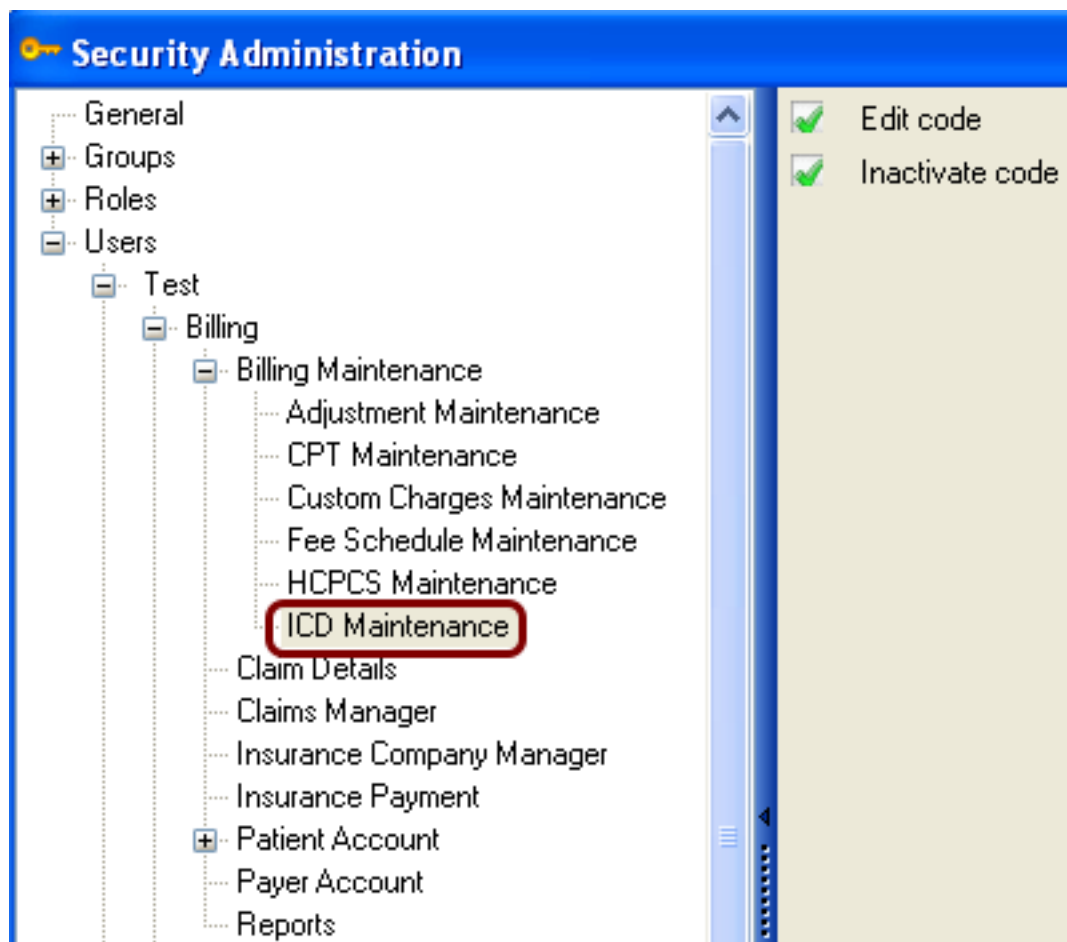 Security Administration
General
Groups
Roles
Users
Test
Billing
Billing Maintenance
Adjustment Maintenance
CPT Maintenance
Custom Charges Maintenance
Fee Schedule Maintenance
HCPCS Maintenance
ICD Maintenance
Claim Details
Claims Manager
Insurance Company Manager
Insurance Payment
Patient Account
Payer Account
Reports
Edit code
Inactivate code